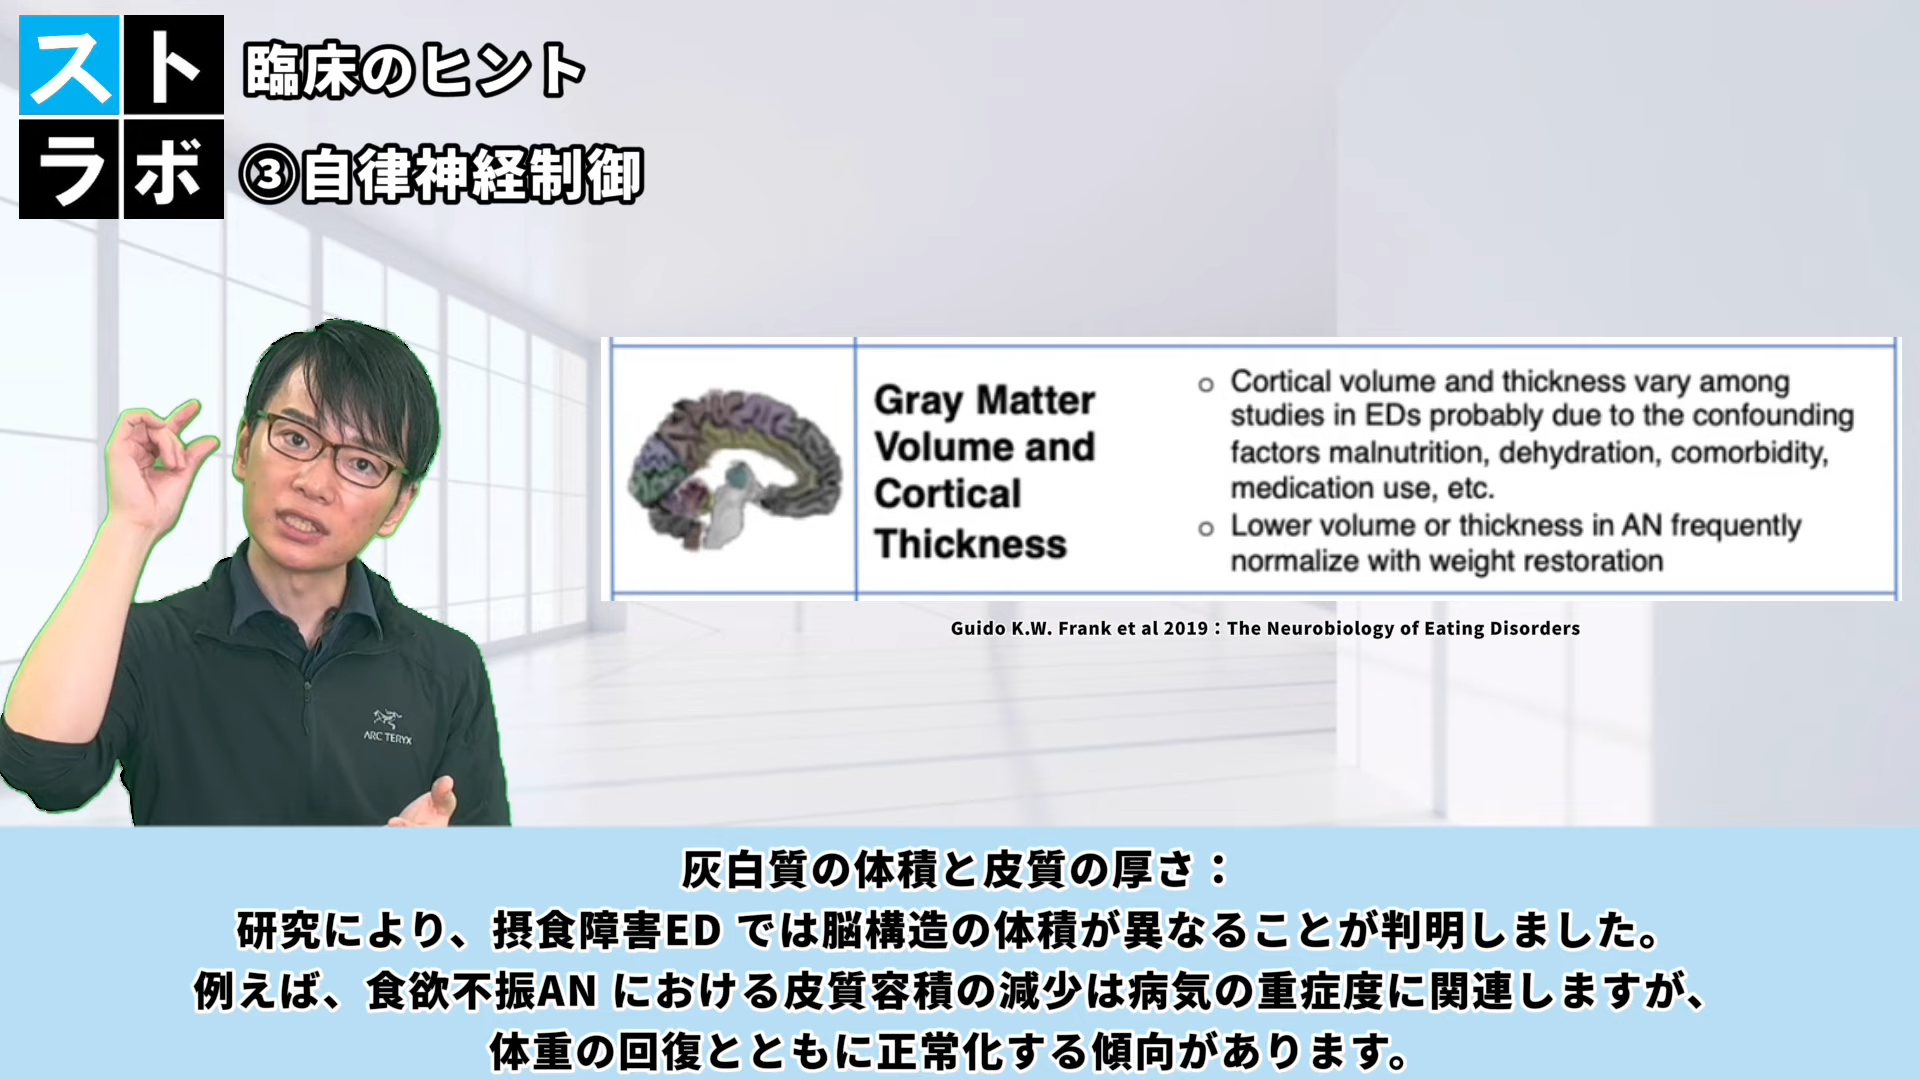 スト
ラボ
臨床のヒント
③自律神経制御
Gray Matter
Volume and
Cortical
Thickness
○ Cortical volume and thickness vary among
studies in EDs probably due to the confounding
factors malnutrition, dehydration, comorbidity,
medication use, etc.
○ Lower volume or thickness in AN frequently
normalize with weight restoration
Guido K.W. Frank et al 2019：The Neurobiology of Eating Disorders
ARC TERYX
灰白質の体積と皮質の厚さ：
研究により、摂食障害ED では脳構造の体積が異なることが判明しました。
例えば、食欲不振AN における皮質容積の減少は病気の重症度に関連しますが、
体重の回復とともに正常化する傾向があります。